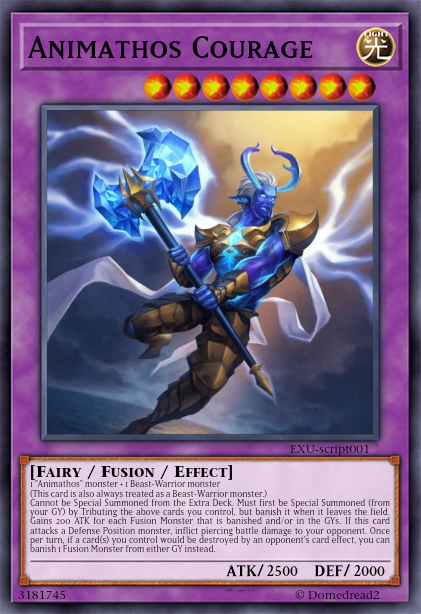 ANIMATHOS COURAGE
LIGHT
光
EXU-script001
[FAIRY / FUSION / EFFECT]
1 "Animathos" monster + 1 Beast-Warrior monster
(This card is also always treated as a Beast-Warrior monster.)
Cannot be Special Summoned from the Extra Deck. Must first be Special Summoned (from
your GY) by Tributing the above cards you control, but banish it when it leaves the field.
Gains 200 ATK for each Fusion Monster that is banished and/or in the GYs. If this card
attacks a Defense Position monster, inflict piercing battle damage to your opponent. Once
per turn, if a card(s) you control would be destroyed by an opponent's card effect, you can
banish 1 Fusion Monster from either GY instead.
ATK/ 2500 DEF/ 2000
3181745 © Domedread2